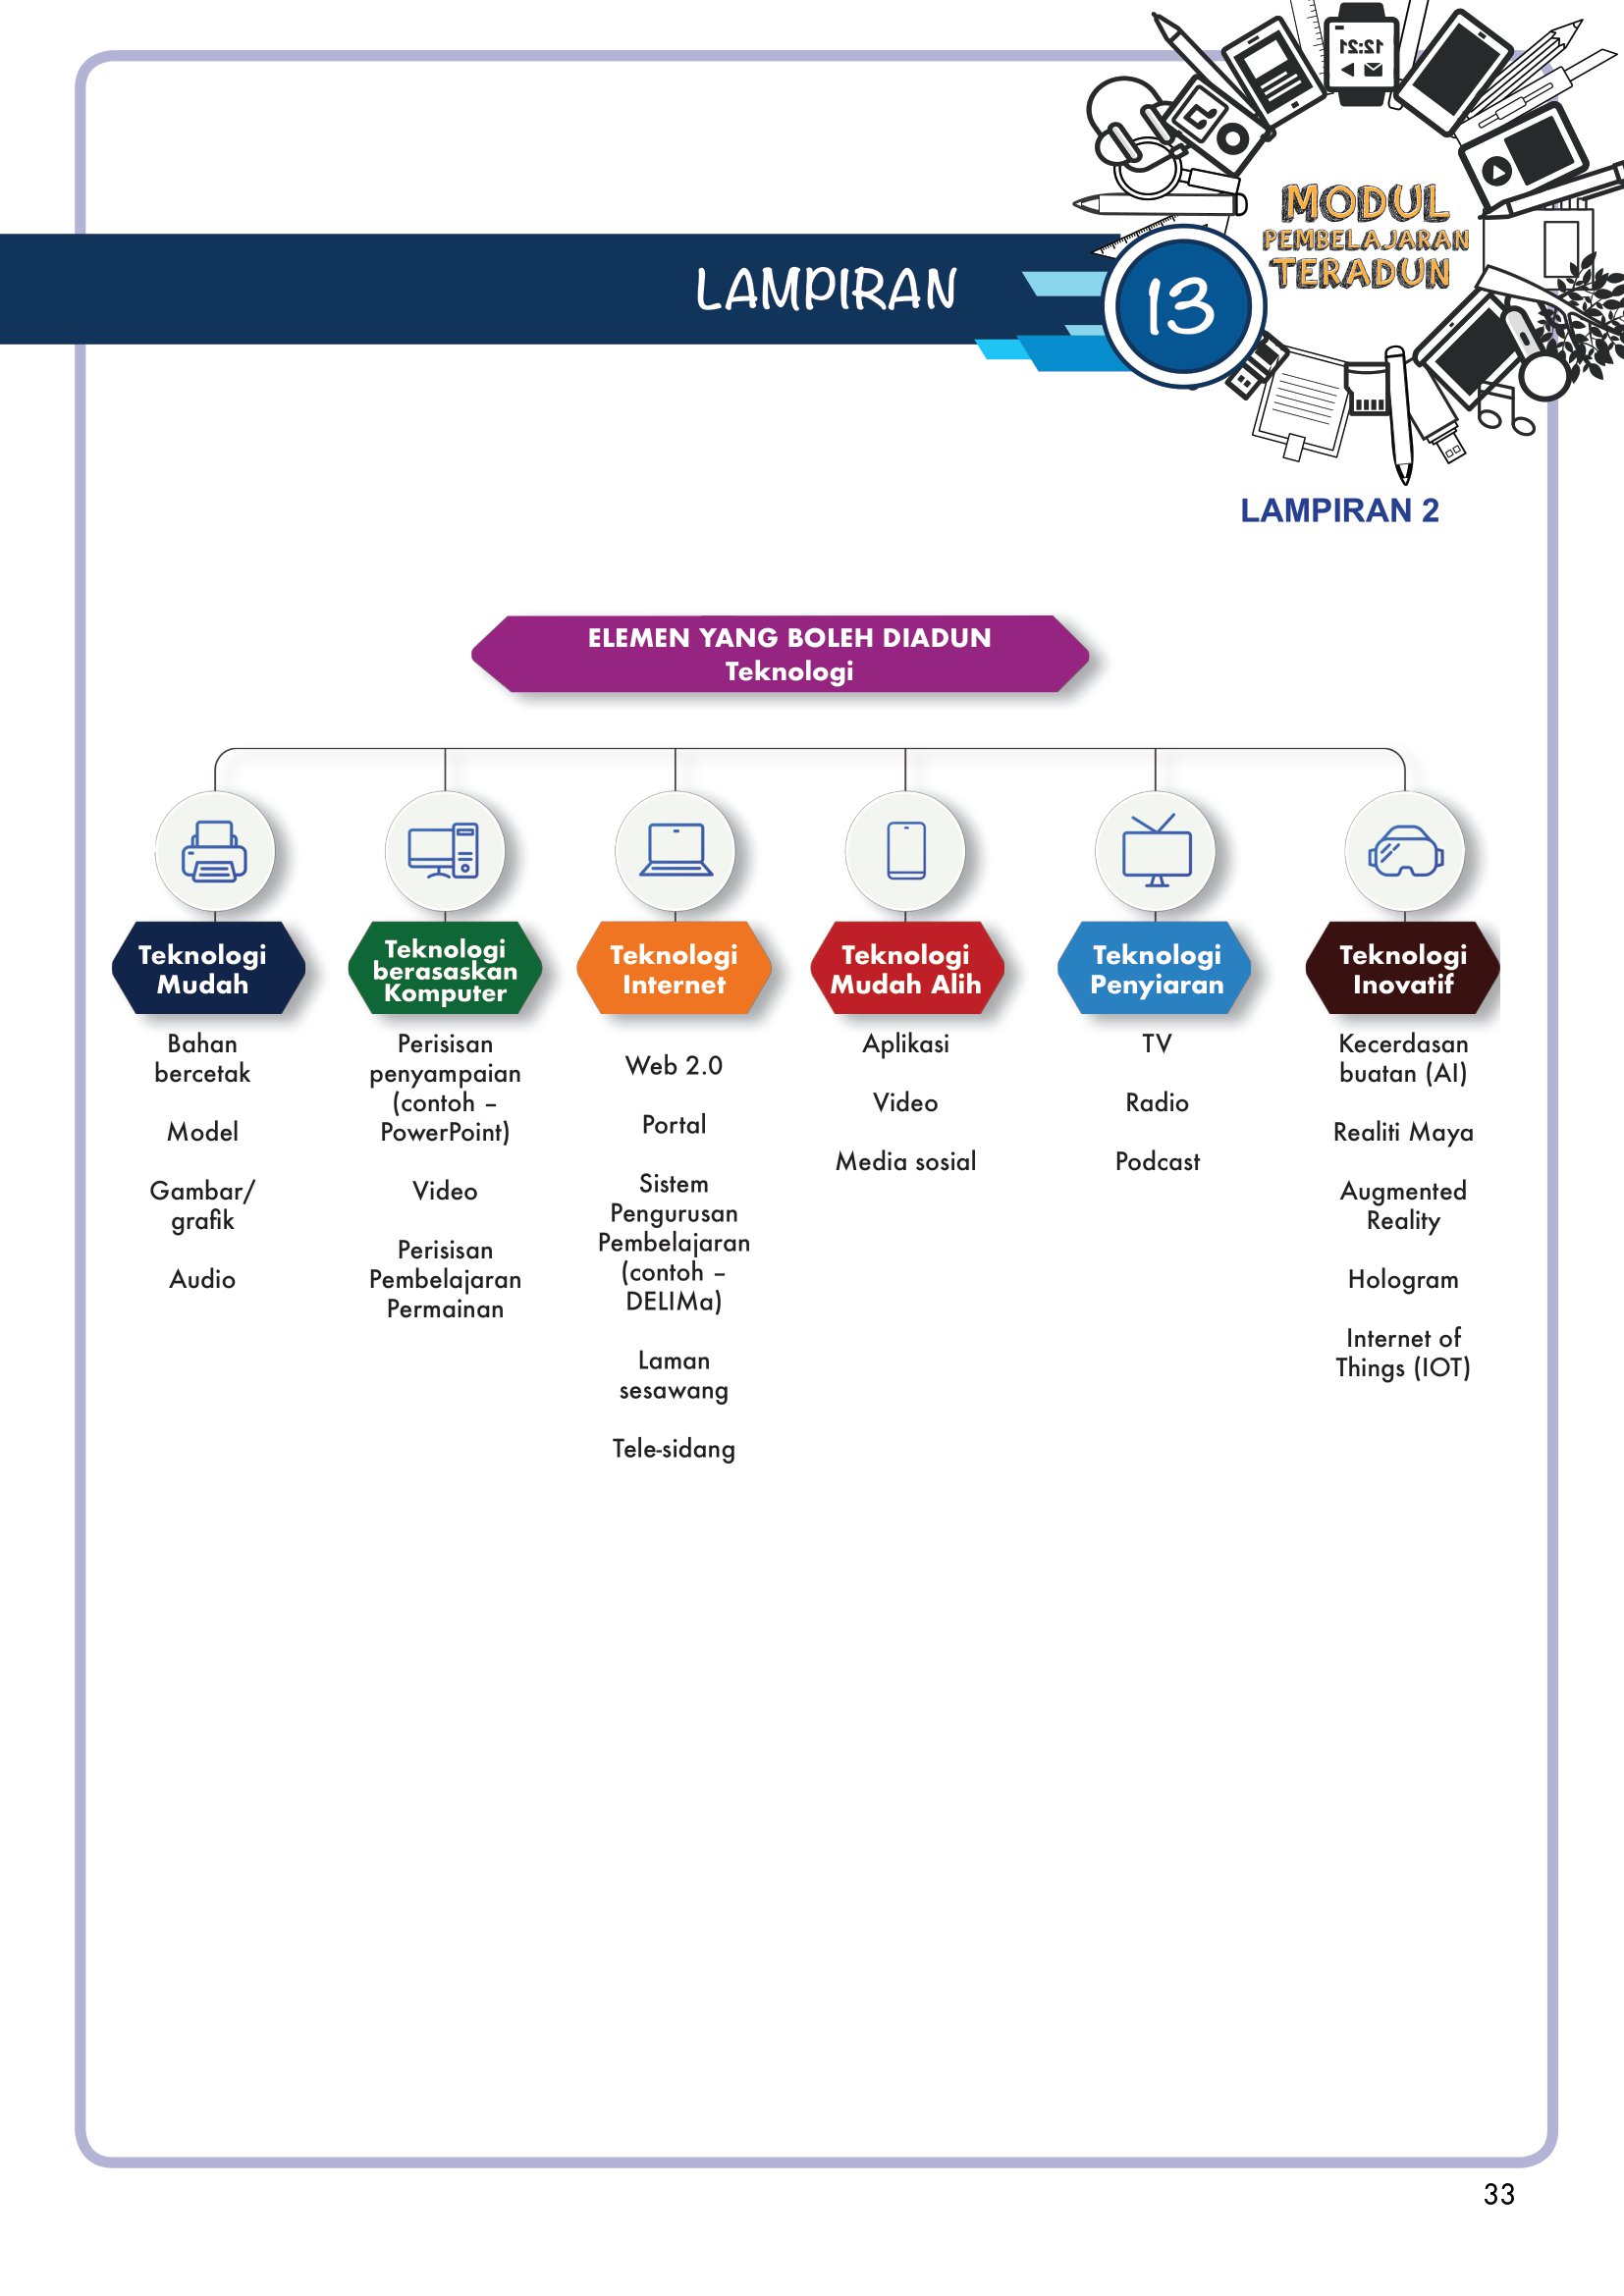 12:21
MODUL
PEMBELAJARAN
TERADUN
LAMPIRAN
13
LAMPIRAN 2
ELEMEN YANG BOLEH DIADUN
Teknologi
Teknologi
Mudah
Bahan
bercetak
Model
Gambar/
grafik
Audio
Teknologi
berasaskan
Komputer
Perisisan
penyampaian
(contoh –
PowerPoint)
Video
Perisisan
Pembelajaran
Permainan
Teknologi
Internet
Web 2.0
Portal
Sistem
Pengurusan
Pembelajaran
(contoh –
DELIMa)
Laman
sesawang
Tele-sidang
Teknologi
Mudah Alih
Aplikasi
Video
Media sosial
Teknologi
Penyiaran
TV
Radio
Podcast
Teknologi
Inovatif
Kecerdasan
buatan (AI)
Realiti Maya
Augmented
Reality
Hologram
Internet of
Things (IOT)
33